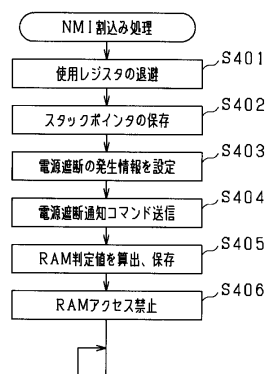 NMI割込み処理
S401
使用レジスタの退避
S402
スタックポインタの保存
S403
電源遮断の発生情報を設定
S404
電源遮断通知コマンド送信
S405
RAM判定値を算出、保存
S406
RAMアクセス禁止